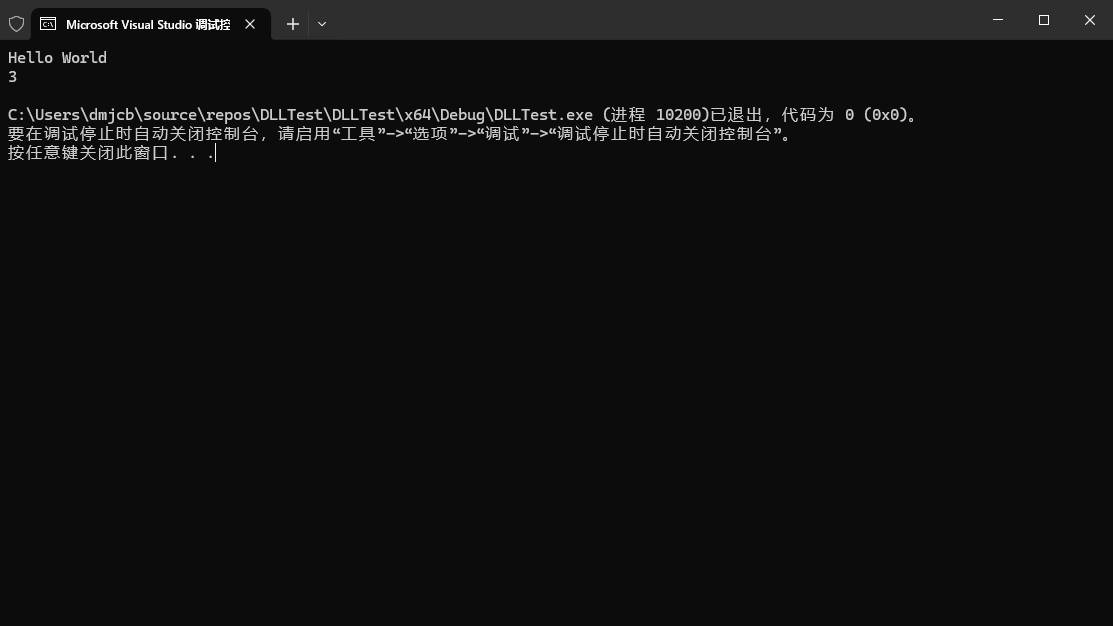 Microsoft Visual Studio 调试控
Hello World
3
C:\Users\dmjcb\source\repos\DLLTest\DLLTest\x64\Debug\DLLTest.exe (进程 10200)已退出，代码为 0 (0x0)。
要在调试停止时自动关闭控制台，请启用“工具”->“选项”->“调试”->“调试停止时自动关闭控制台”。
按任意键关闭此窗口. . .